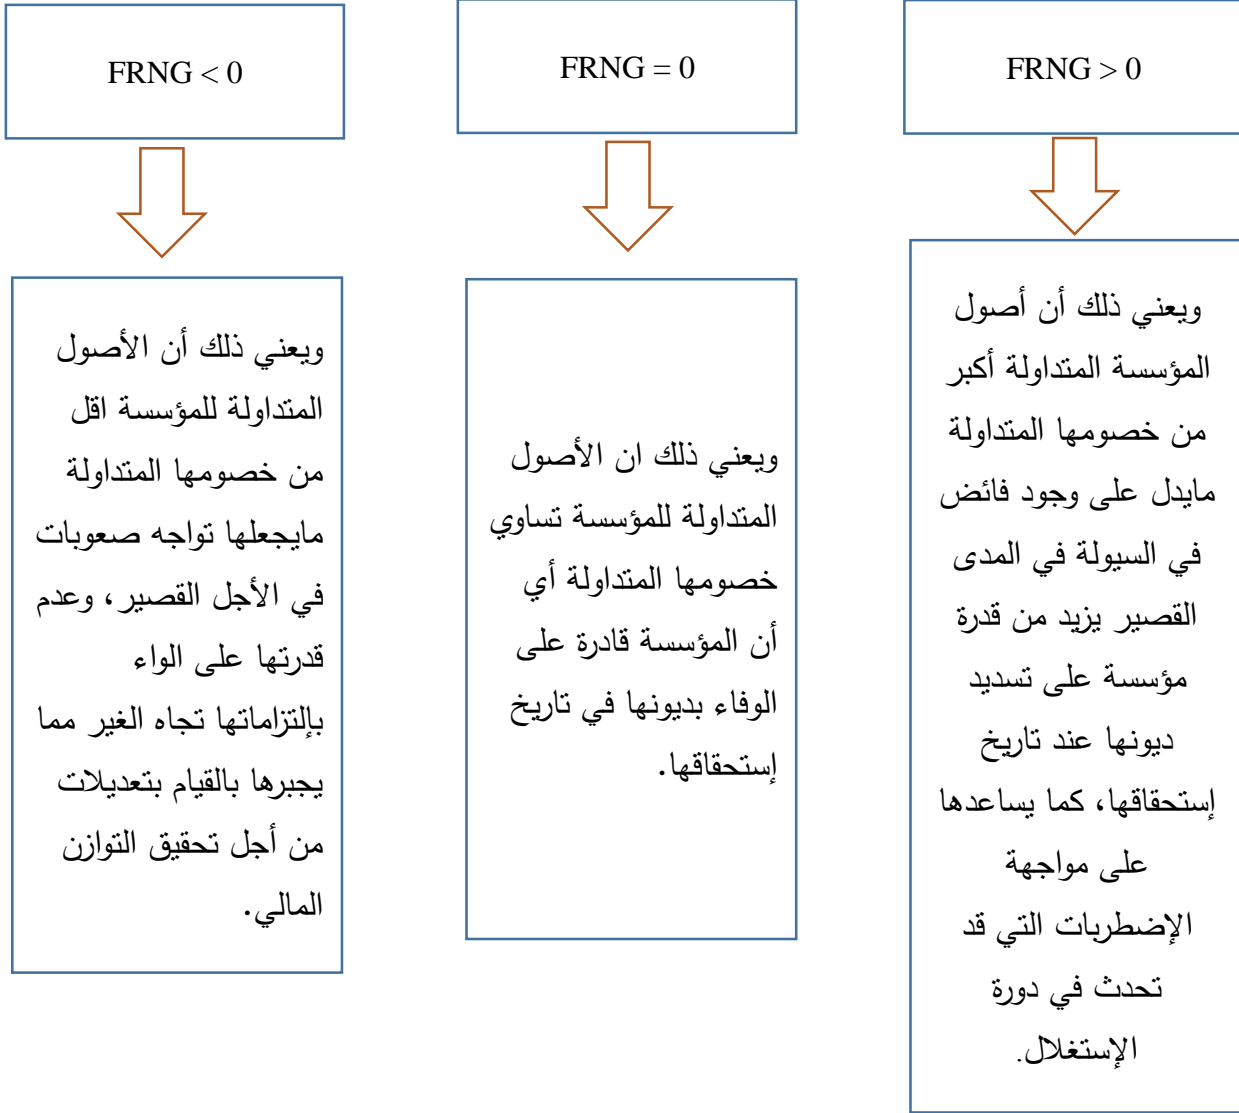 FRNG > 0
ويعني ذلك أن أصول
المؤسسة المتداولة أكبر
من خصومها المتداولة
مايدل على وجود فائض
في السيولة في المدى
القصير يزيد من قدرة
مؤسسة على تسديد
ديونها عند تاريخ
إستحقاقها، كما يساعدها
على مواجهة
الإضطربات التي قد
تحدث في دورة
الإستغلال.
FRNG = 0
ويعني ذلك ان الأصول
المتداولة للمؤسسة تساوي
خصومها المتداولة أي
أن المؤسسة قادرة على
الوفاء بديونها في تاريخ
إستحقاقها.
FRNG < 0
ويعني ذلك أن الأصول
المتداولة للمؤسسة اقل
من خصومها المتداولة
مايجعلها تواجه صعوبات
في الأجل القصير، وعدم
قدرتها على الواء
بإلتزاماتها تجاه الغير مما
يجبرها بالقيام بتعديلات
من أجل تحقيق التوازن
المالي.